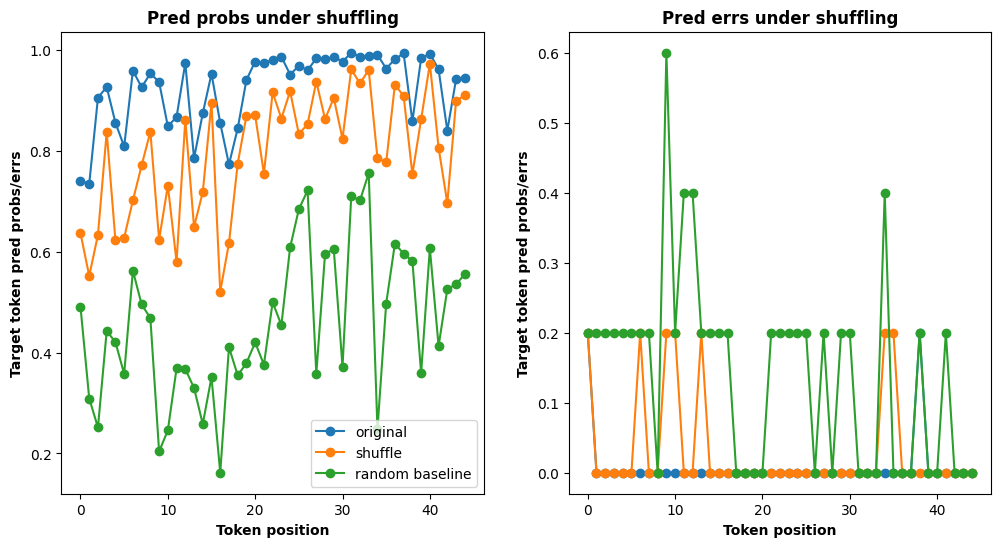 Pred probs under shuffling
Target token pred probs/errs
1.0
0.8
0.6
0.4
0.2
0
10
20
30
40
Token position
original
shuffle
random baseline
Pred errs under shuffling
Target token pred probs/errs
0.6
0.5
0.4
0.3
0.2
0.1
0.0
0
10
20
30
40
Token position